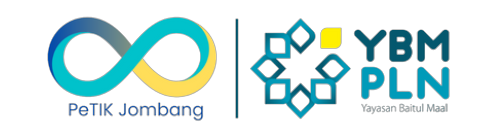 PeTIK Jombang
YBM
PLN
Yayasan Baitul Maal